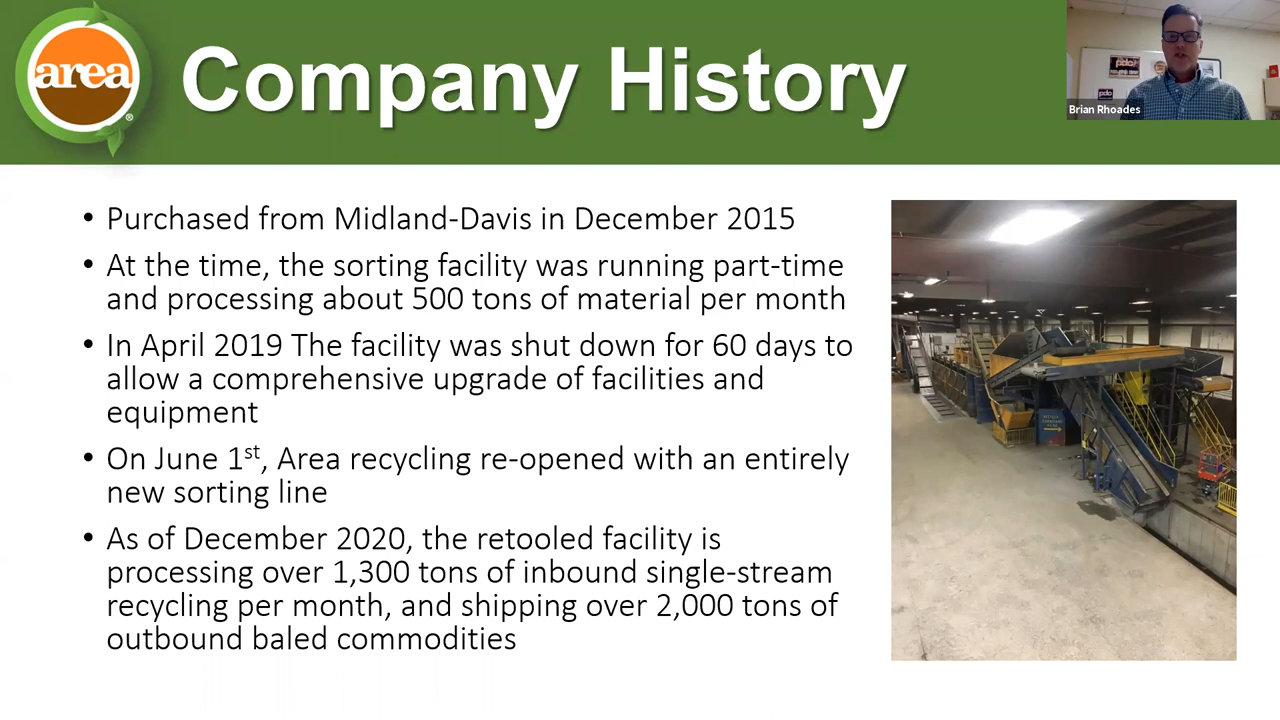 area
®
Company History
pdo
pdo
Brian Rhoades
• Purchased from Midland-Davis in December 2015
• At the time, the sorting facility was running part-time
and processing about 500 tons of material per month
• In April 2019 The facility was shut down for 60 days to
allow a comprehensive upgrade of facilities and
equipment
• On June 1st, Area recycling re-opened with an entirely
new sorting line
• As of December 2020, the retooled facility is
processing over 1,300 tons of inbound single-stream
recycling per month, and shipping over 2,000 tons of
outbound baled commodities